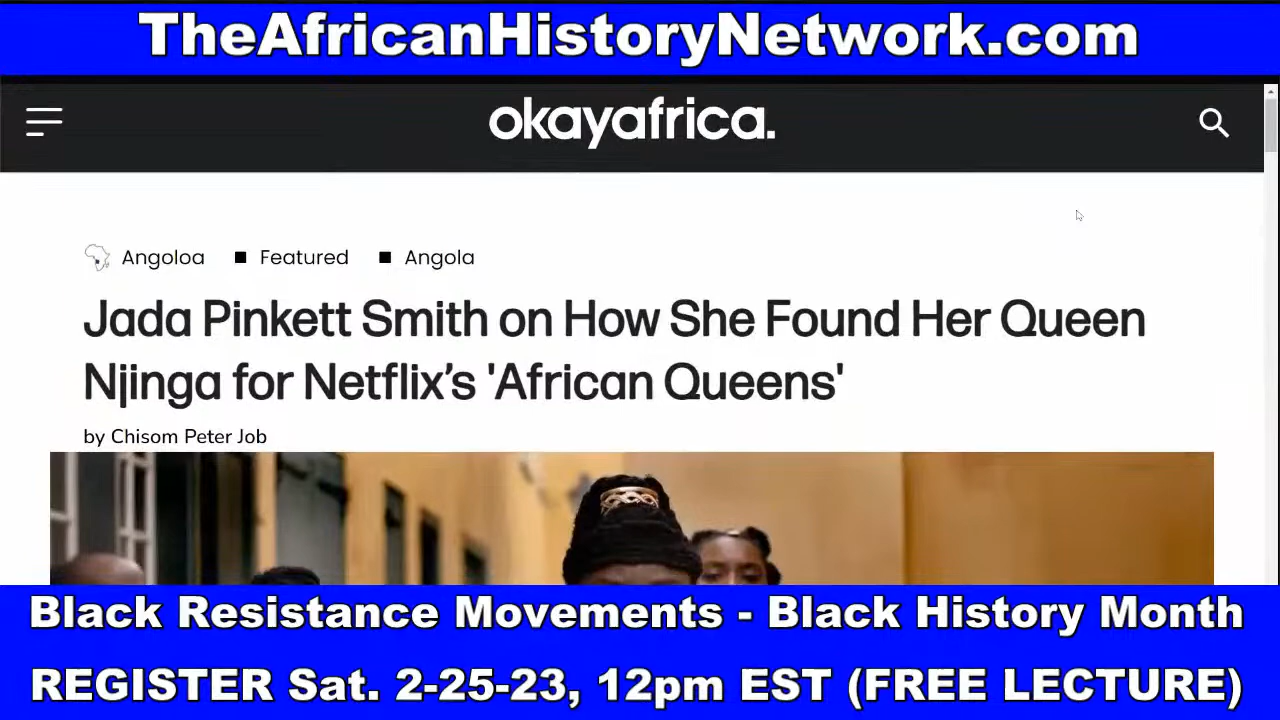 TheAfricanHistoryNetwork.com
okayafrica.
Angoloa ■ Featured ■ Angola
Jada Pinkett Smith on How She Found Her Queen
Njinga for Netflix’s 'African Queens'
by Chisom Peter Job
Black Resistance Movements - Black History Month
REGISTER Sat. 2-25-23, 12pm EST (FREE LECTURE)